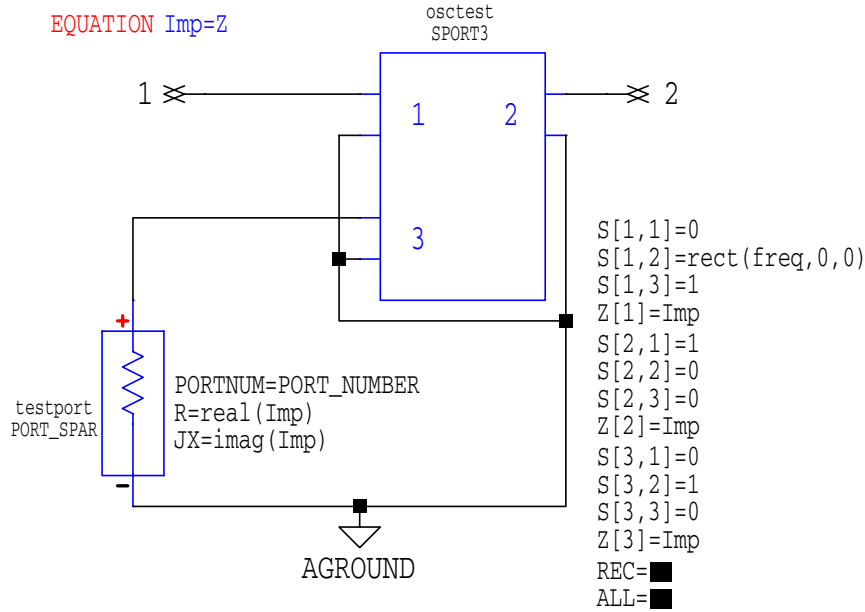 EQUATION Imp=Z
osctest
SPORT3
1
2
1
2
3
+
-
testport
PORT_SPAR
PORTNUM=PORT_NUMBER
R=real(Imp)
JX=imag(Imp)
AGROUND
S[1,1]=0
S[1,2]=rect(freq,0,0)
S[1,3]=1
Z[1]=Imp
S[2,1]=1
S[2,2]=0
S[2,3]=0
Z[2]=Imp
S[3,1]=0
S[3,2]=1
S[3,3]=0
Z[3]=Imp
REC=■
ALL=■